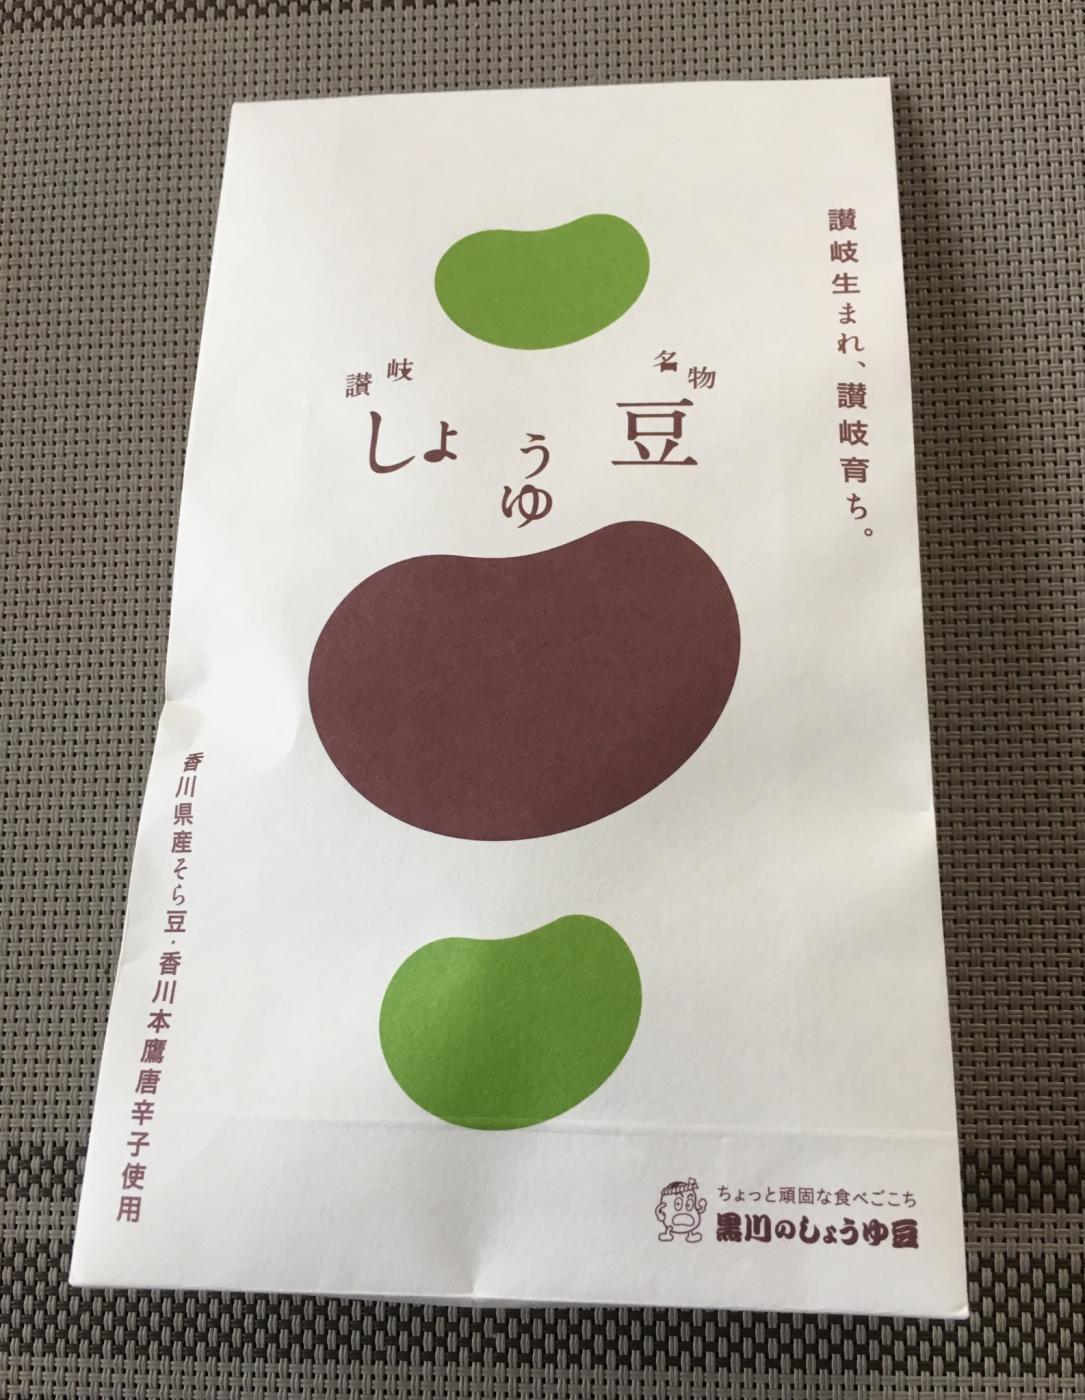 讃岐生まれ、讃岐育ち。
讃岐名物
しょうゆ豆
香川県産そら豆・香川本鷹唐辛子使用
ちょっと頑固な食べごこち
黒川のしょうゆ豆